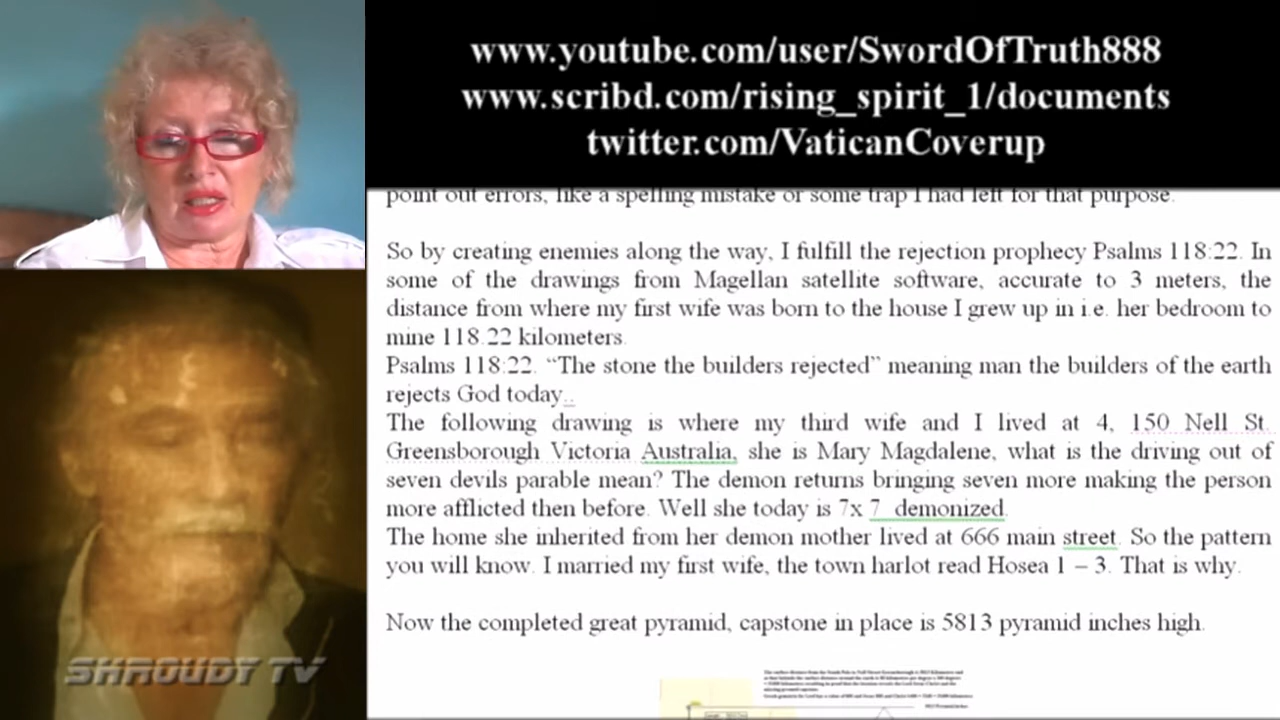 www.youtube.com/user/SwordOfTruth888
www.scribd.com/rising_spirit_1/documents
twitter.com/VaticanCoverup
point out errors, like a spelling mistake or some trap I had left for that purpose.
So by creating enemies along the way, I fulfill the rejection prophecy Psalms 118:22. In
some of the drawings from Magellan satellite software, accurate to 3 meters, the
distance from where my first wife was born to the house I grew up in i.e. her bedroom to
mine 118.22 kilometers.
Psalms 118:22. “The stone the builders rejected” meaning man the builders of the earth
rejects God today..
The following drawing is where my third wife and I lived at 4, 150 Nell St.
Greensborough Victoria Australia, she is Mary Magdalene, what is the driving out of
seven devils parable mean? The demon returns bringing seven more making the person
more afflicted then before. Well she today is 7x 7 demonized.
The home she inherited from her demon mother lived at 666 main street. So the pattern
you will know. I married my first wife, the town harlot read Hosea 1 – 3. That is why.
Now the completed great pyramid, capstone in place is 5813 pyramid inches high.
SHROUDY TV